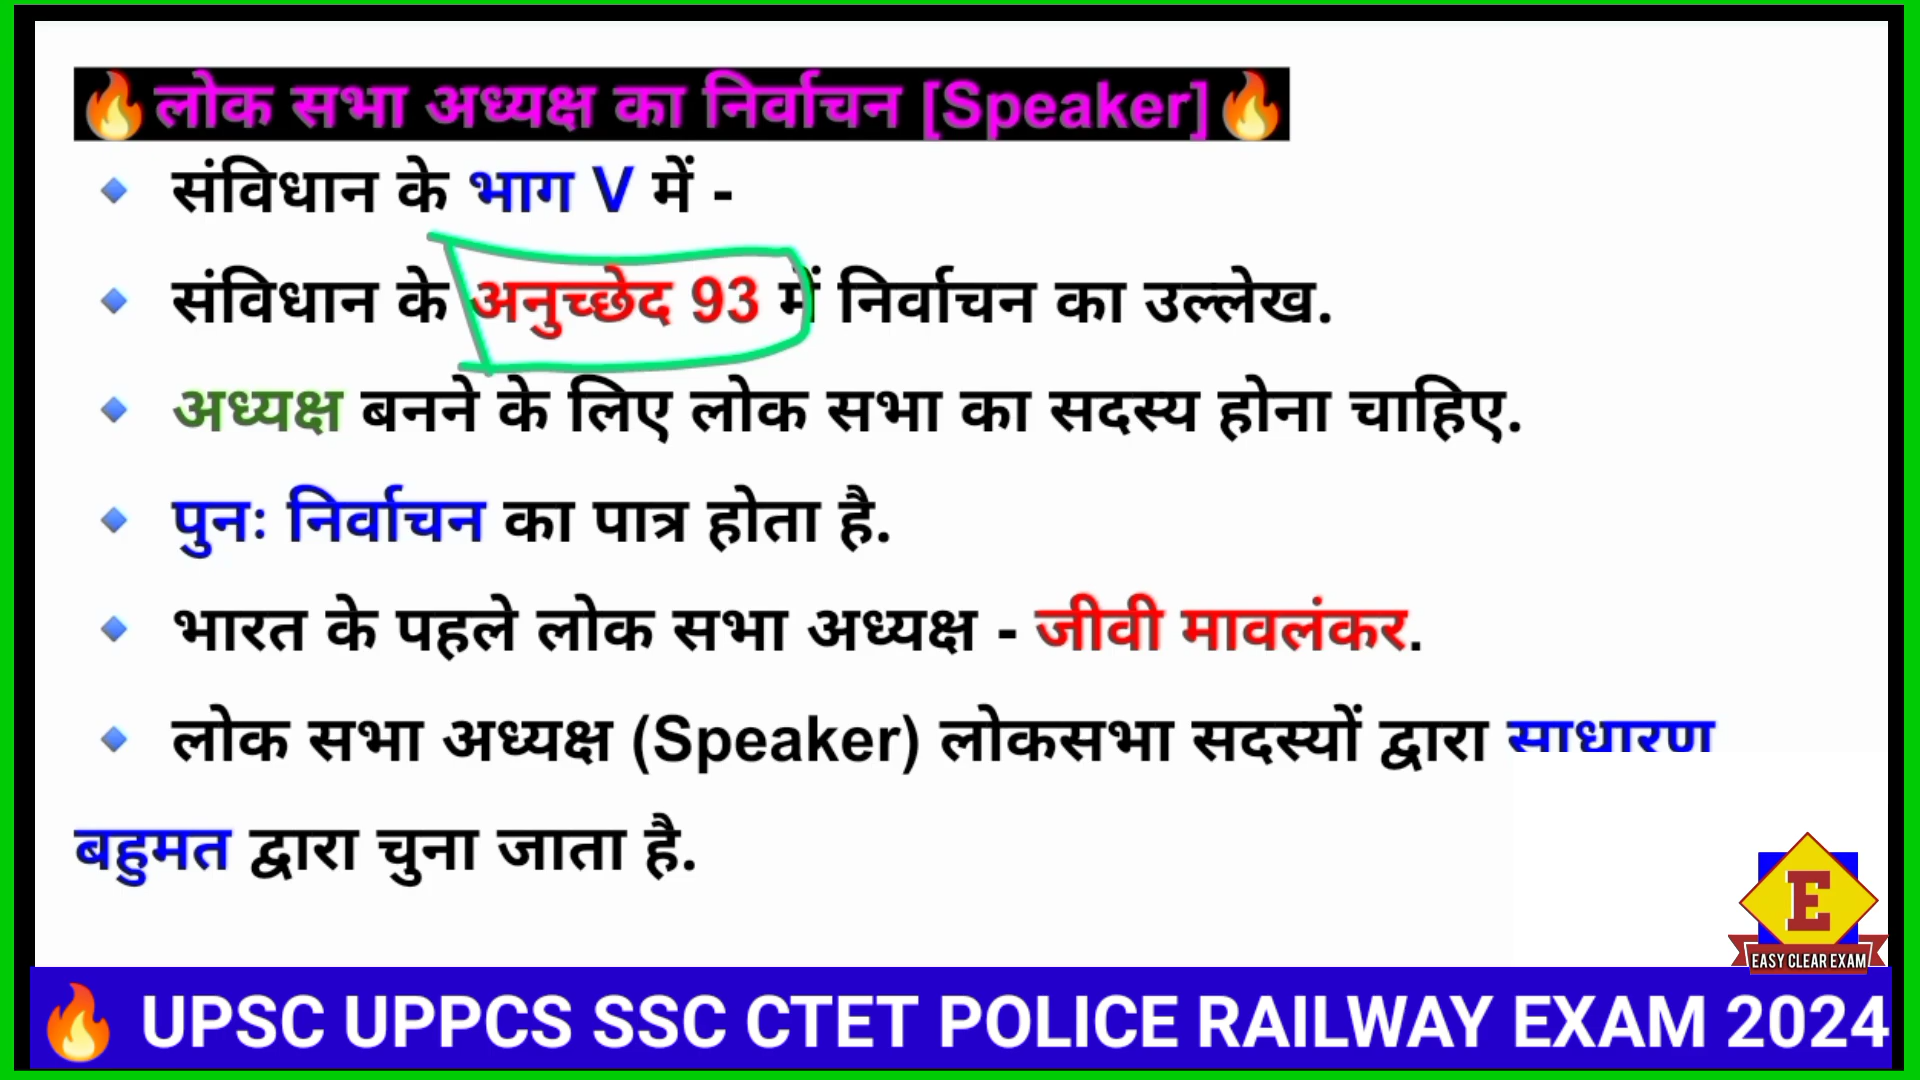 🔥लोक सभा अध्यक्ष का निर्वाचन [Speaker]🔥
🔹 संविधान के भाग V में -
🔹 संविधान के अनुच्छेद 93 में निर्वाचन का उल्लेख.
🔹 अध्यक्ष बनने के लिए लोक सभा का सदस्य होना चाहिए.
🔹 पुनः निर्वाचन का पात्र होता है.
🔹 भारत के पहले लोक सभा अध्यक्ष - जीवी मावलंकर.
🔹 लोक सभा अध्यक्ष (Speaker) लोकसभा सदस्यों द्वारा साधारण
बहुमत द्वारा चुना जाता है.
E
EASY CLEAR EXAM
🔥 UPSC UPPCS SSC CTET POLICE RAILWAY EXAM 2024